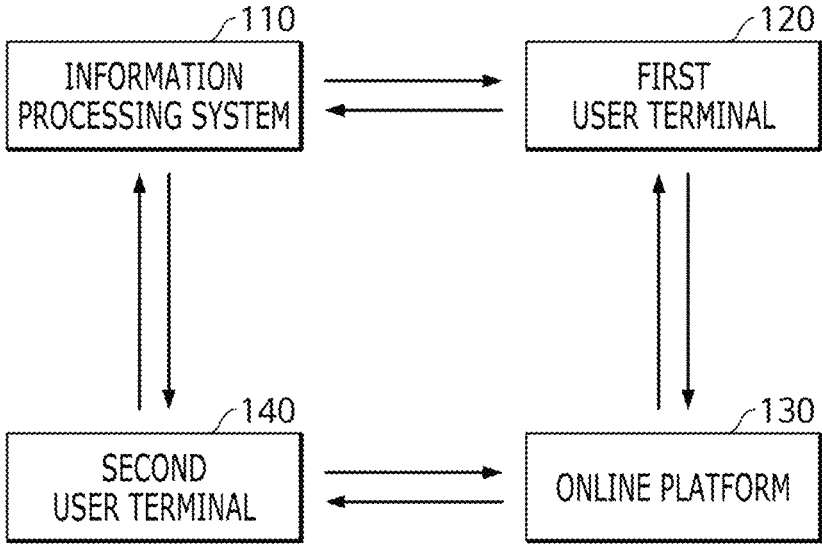 110
INFORMATION
PROCESSING SYSTEM
120
FIRST
USER TERMINAL
140
SECOND
USER TERMINAL
130
ONLINE PLATFORM